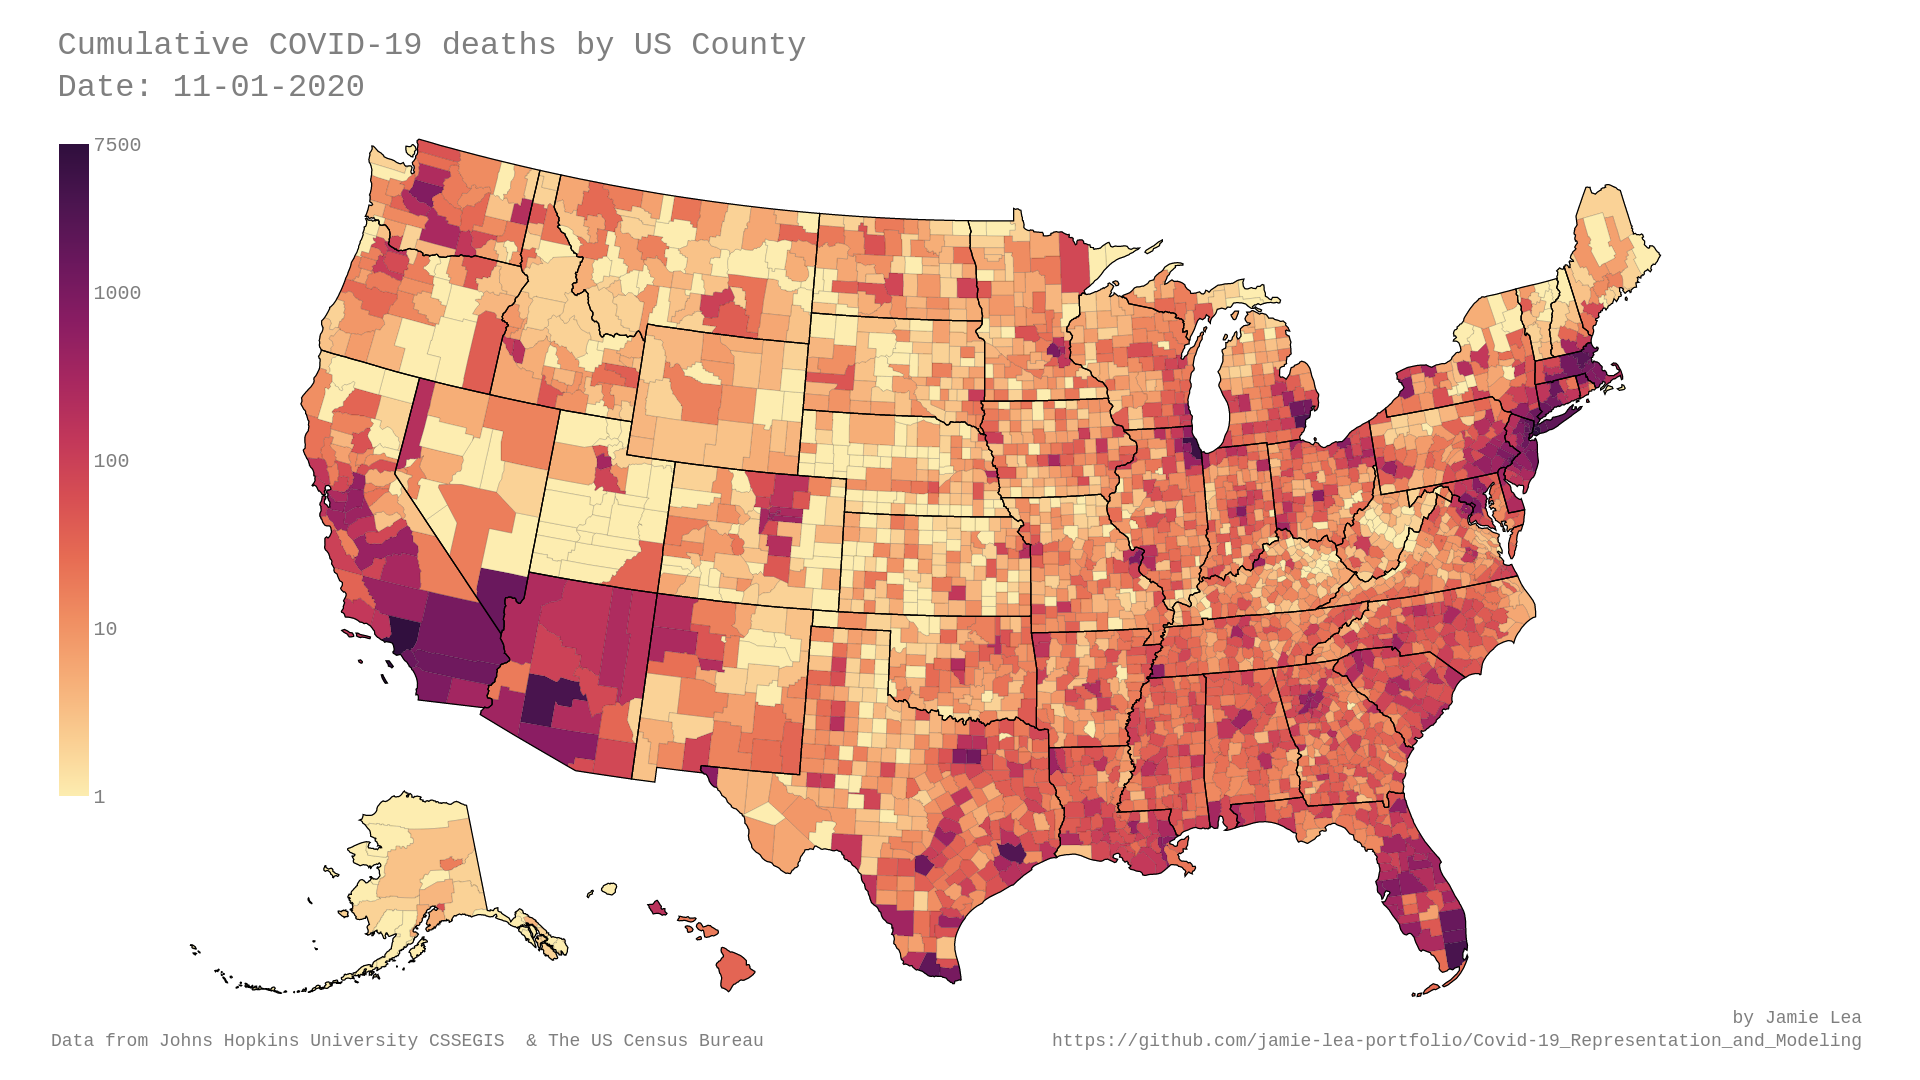 Cumulative COVID-19 deaths by US County
Date: 11-01-2020
7500
1000
100
10
1
by Jamie Lea
Data from Johns Hopkins University CSSEGIS  & The US Census Bureau
https://github.com/jamie-lea-portfolio/Covid-19_Representation_and_Modeling